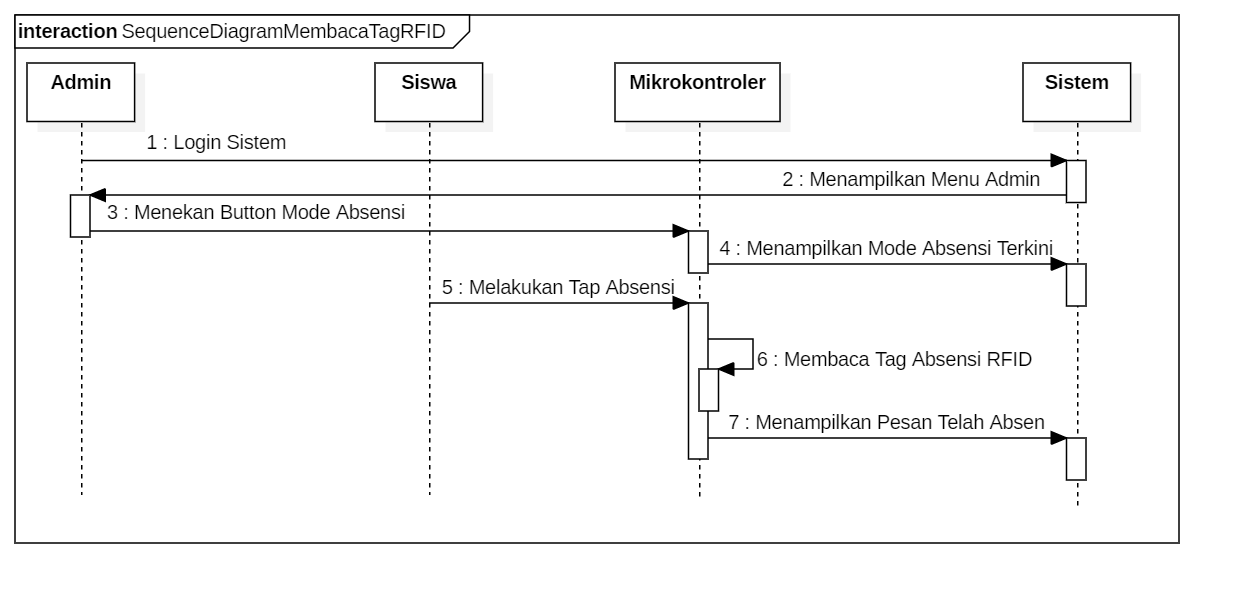 interaction SequenceDiagramMembacaTagRFID
Admin
Siswa
Mikrokontroler
Sistem
1 : Login Sistem
2 : Menampilkan Menu Admin
3 : Menekan Button Mode Absensi
4 : Menampilkan Mode Absensi Terkini
5 : Melakukan Tap Absensi
6 : Membaca Tag Absensi RFID
7 : Menampilkan Pesan Telah Absen